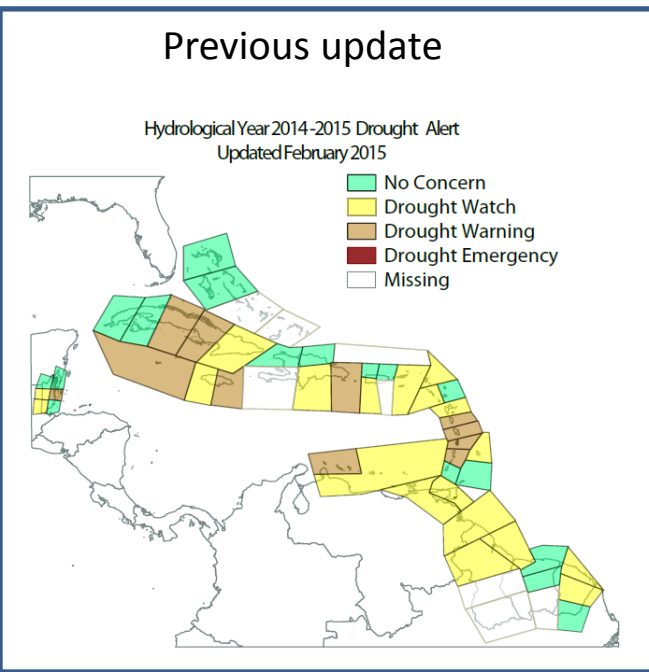 Previous update
Hydrological Year 2014-2015 Drought Alert
Updated February 2015
No Concern
Drought Watch
Drought Warning
Drought Emergency
Missing